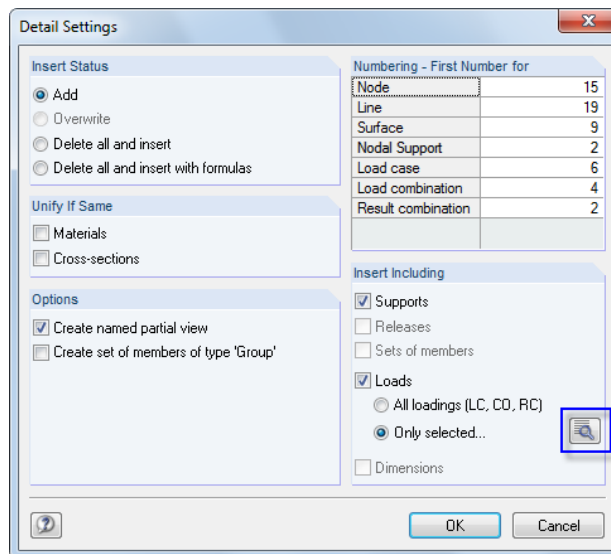 Detail Settings
Insert Status
Add
Overwrite
Delete all and insert
Delete all and insert with formulas
Unify If Same
Materials
Cross-sections
Options
Create named partial view
Create set of members of type 'Group'
Numbering - First Number for
Node 15
Line 19
Surface 9
Nodal Support 2
Load case 6
Load combination 4
Result combination 2
Insert Including
Supports
Releases
Sets of members
Loads
All loadings (LC, CO, RC)
Only selected...
Dimensions
OK Cancel